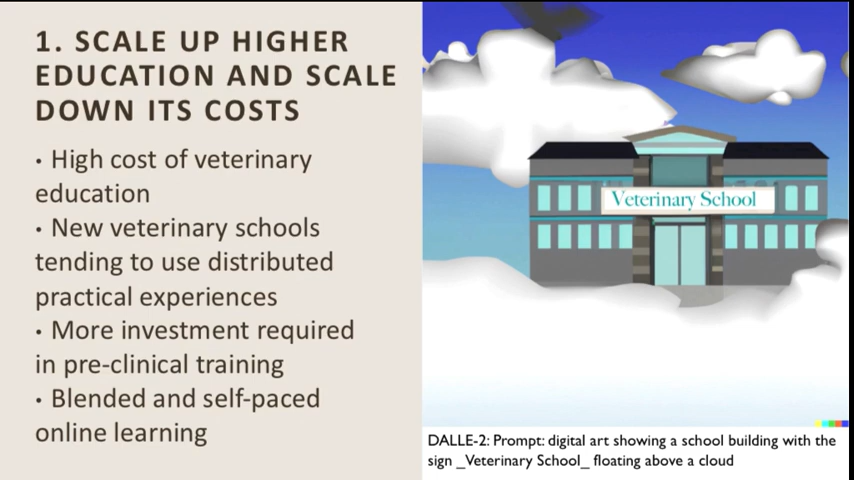 1. SCALE UP HIGHER
EDUCATION AND SCALE
DOWN ITS COSTS
• High cost of veterinary
education
• New veterinary schools
tending to use distributed
practical experiences
• More investment required
in pre-clinical training
• Blended and self-paced
online learning
Veterinary School
DALLE-2: Prompt: digital art showing a school building with the
sign _Veterinary School_ floating above a cloud